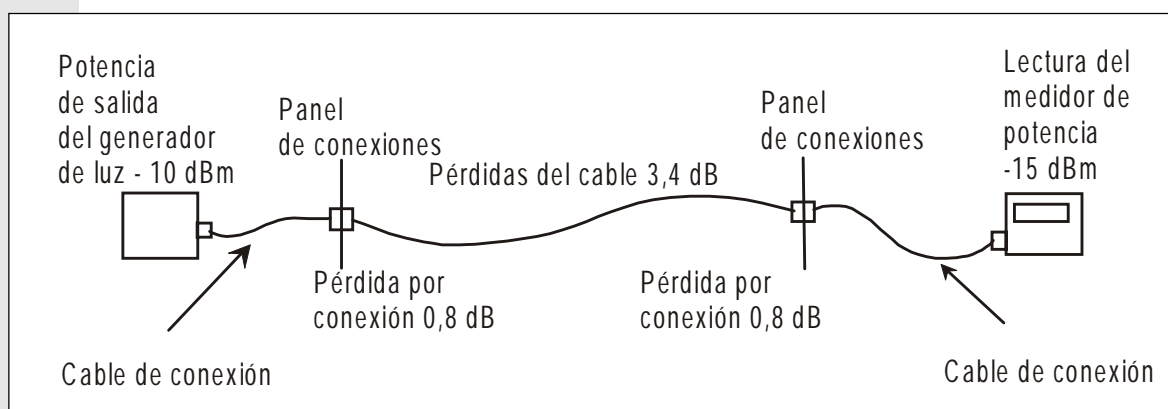 Potencia
de salida
del generador
de luz - 10 dBm
Panel
de conexiones
Pérdidas del cable 3,4 dB
Panel
de conexiones
Lectura del
medidor de
potencia
-15 dBm
Pérdida por
conexión 0,8 dB
Pérdida por
conexión 0,8 dB
Cable de conexión
Cable de conexión